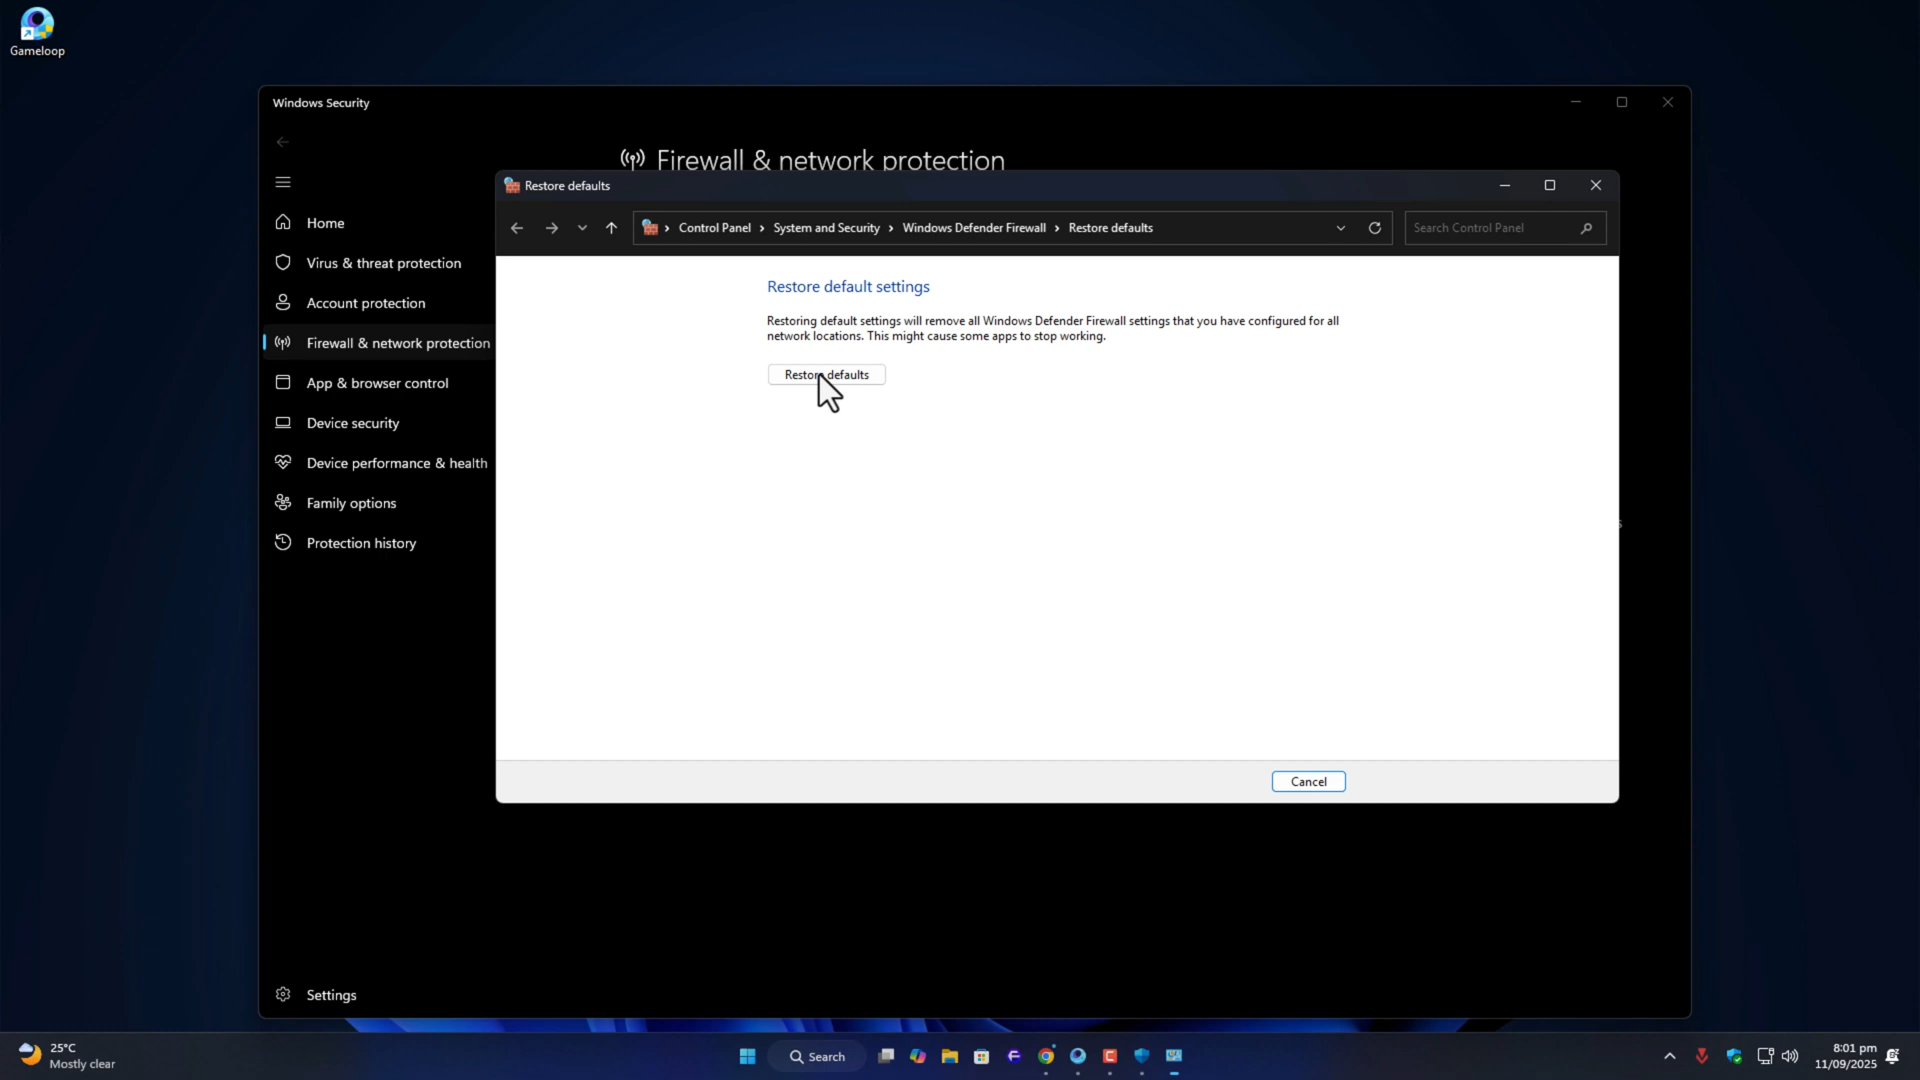 Gameloop
Windows Security
Firewall & network protection
Restore defaults
Control Panel › System and Security › Windows Defender Firewall › Restore defaults
Search Control Panel
Home
Virus & threat protection
Account protection
Firewall & network protection
App & browser control
Device security
Device performance & health
Family options
Protection history
Settings
Restore default settings
Restoring default settings will remove all Windows Defender Firewall settings that you have configured for all
network locations. This might cause some apps to stop working.
Restore defaults
Cancel
25°C
Mostly clear
Search
8:01 pm
11/09/2025